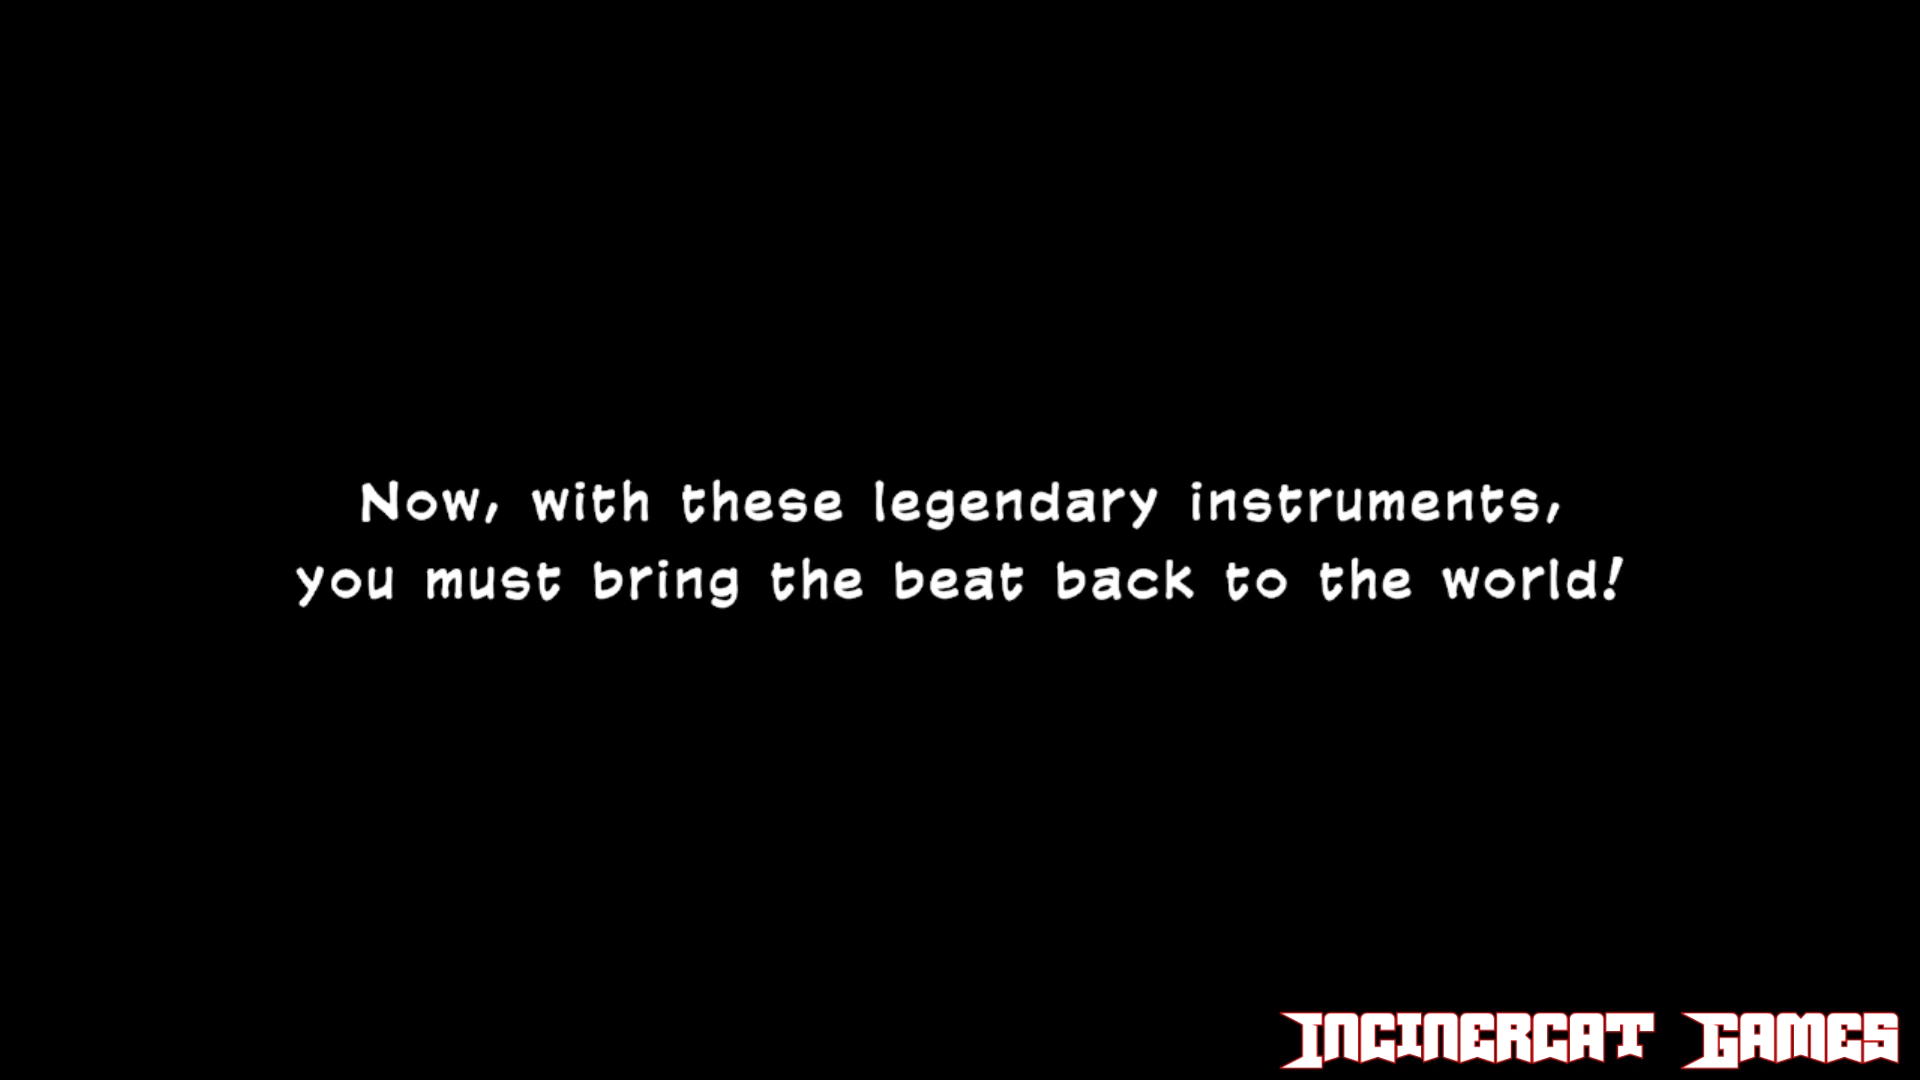 Now, with these legendary instruments,
you must bring the beat back to the world!
Incinercat Games